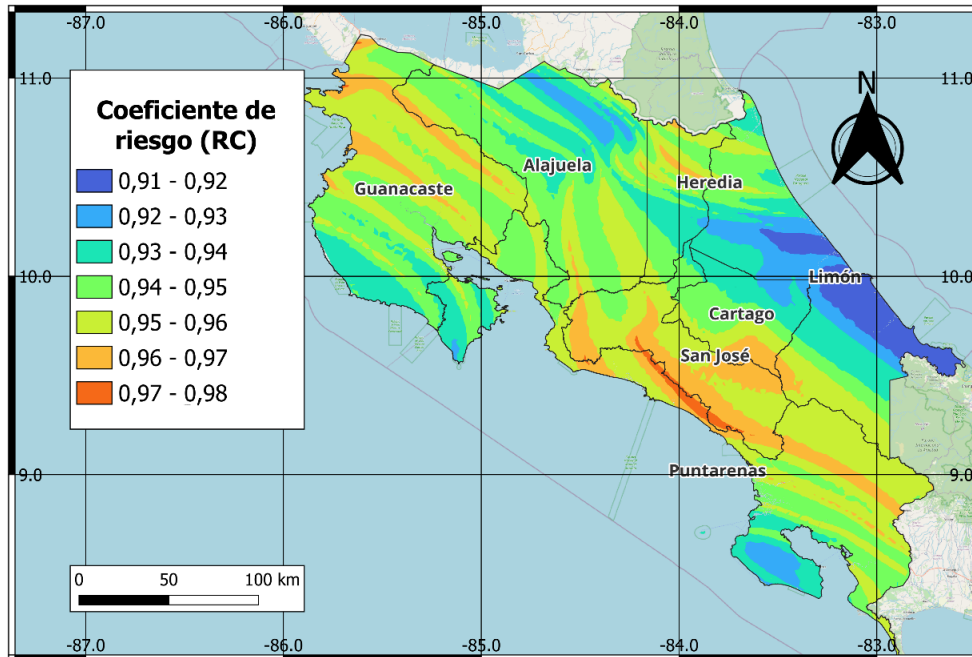 -87.0 -86.0 -85.0 -84.0 -83.0
11.0 11.0
N
Coeficiente de
riesgo (RC)
0,91 - 0,92
0,92 - 0,93
0,93 - 0,94
0,94 - 0,95
0,95 - 0,96
0,96 - 0,97
0,97 - 0,98
Alajuela
Heredia
Guanacaste
10.0 10.0
Limón
Cartago
San José
Puntarenas
9.0 9.0
0 50 100 km
-87.0 -86.0 -85.0 -84.0 -83.0